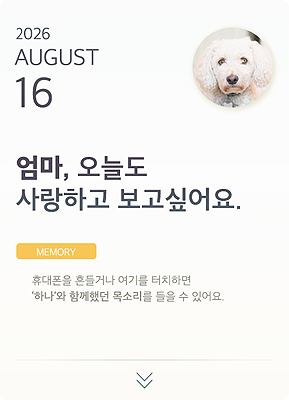 2026
AUGUST
16
엄마, 오늘도
사랑하고 보고싶어요.
MEMORY
휴대폰을 흔들거나 여기를 터치하면
‘하나’와 함께했던 목소리를 들을 수 있어요.